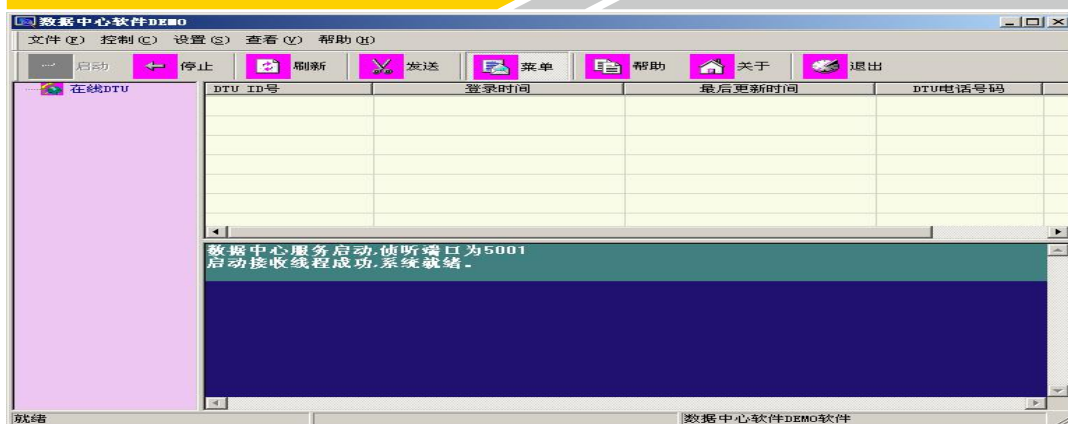 数据中心软件DEMO
文件(F) 控制(C) 设置(S) 查看(V) 帮助(H)
启动 停止 刷新 发送 菜单 帮助 关于 退出
在线DTU DTU ID号 登录时间 最后更新时间 DTU电话号码
数据中心服务启动,侦听端口为5001
启动接收线程成功,系统就绪。
就绪 数据中心软件DEMO软件